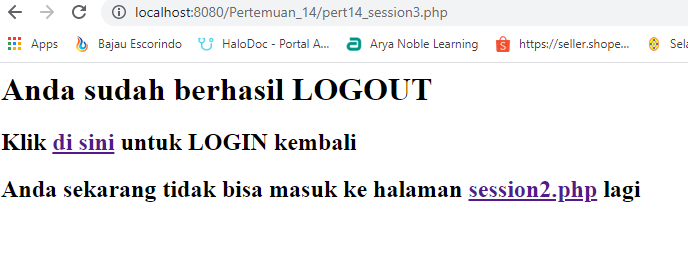 localhost:8080/Pertemuan_14/pert14_session3.php
Apps Bajau Escorindo HaloDoc - Portal A... Arya Noble Learning https://seller.shope... Sela
Anda sudah berhasil LOGOUT
Klik di sini untuk LOGIN kembali
Anda sekarang tidak bisa masuk ke halaman session2.php lagi